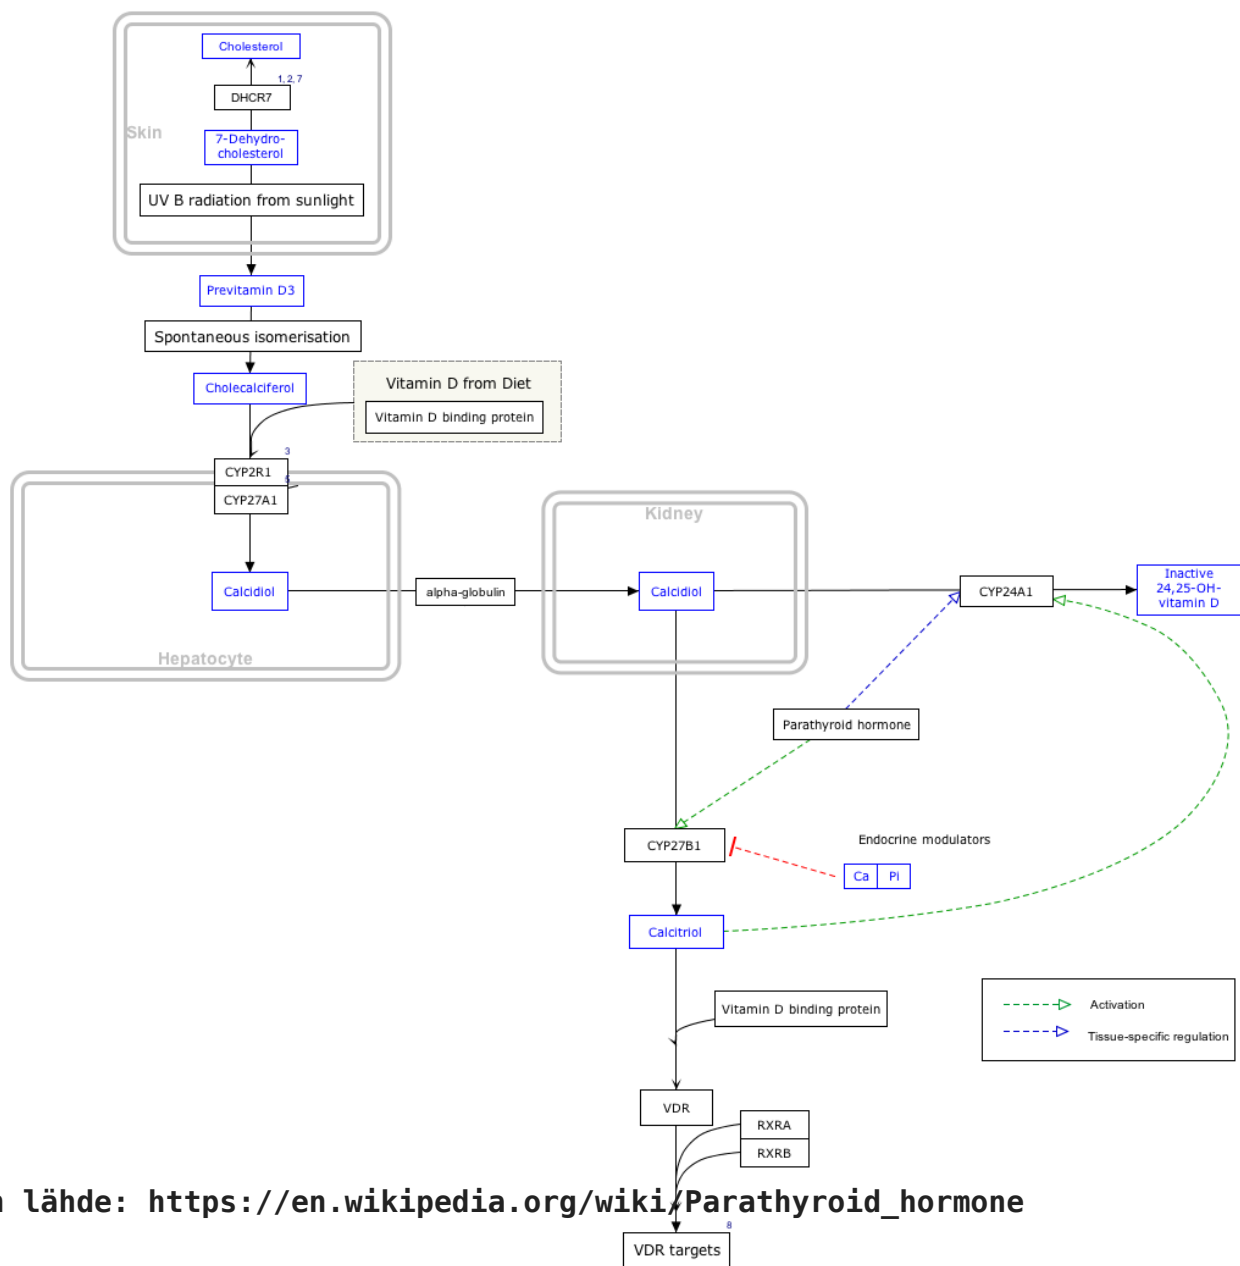 Cholesterol
1, 2, 7
DHCR7
Skin
7-Dehydro-
cholesterol
UV B radiation from sunlight
Previtamin D3
Spontaneous isomerisation
Vitamin D from Diet
Cholecalciferol
Vitamin D binding protein
3
CYP2R1
5
CYP27A1
Kidney
Calcidiol
alpha-globulin
Calcidiol
CYP24A1
Inactive
24,25-OH-
vitamin D
Hepatocyte
Parathyroid hormone
CYP27B1
Endocrine modulators
Ca Pi
Calcitriol
Vitamin D binding protein
Activation
Tissue-specific regulation
VDR
RXRA
RXRB
lähde: https://en.wikipedia.org/wiki/Parathyroid_hormone
8
VDR targets